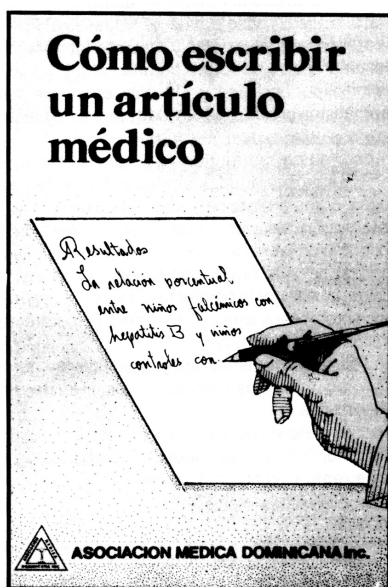 Cómo escribir
un artículo
médico
Resultados
La relación porcentual
entre niños falcémicos con
hepatitis B y niños
controles con
ASOCIACION MEDICA DOMINICANA Inc.